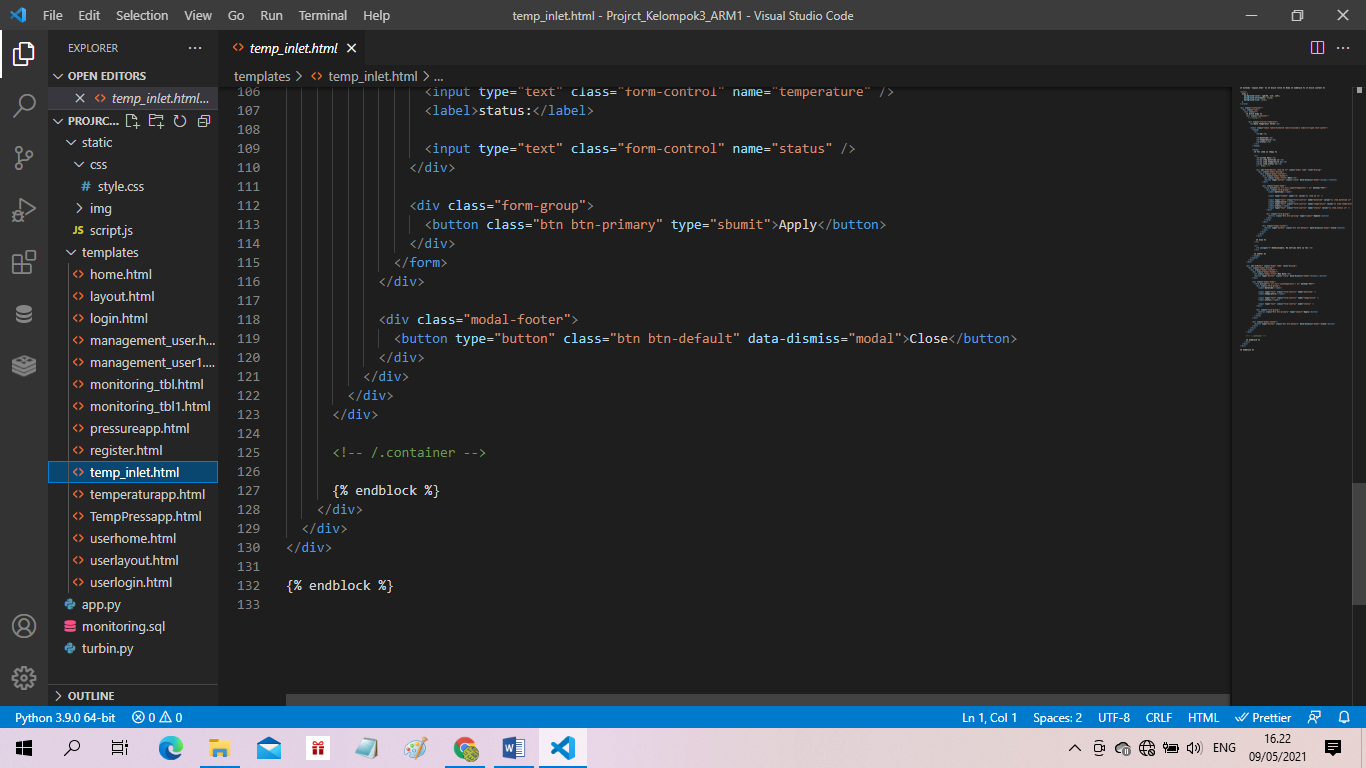 File Edit Selection View Go Run Terminal Help
temp_inlet.html - Projrct_Kelompok3_ARM1 - Visual Studio Code
EXPLORER
OPEN EDITORS
temp_inlet.html...
PROJRC...
static
css
# style.css
img
JS script.js
templates
<> home.html
<> layout.html
<> login.html
<> management_user.h...
<> management_user1....
<> monitoring_tbl.html
<> monitoring_tbl1.html
<> pressureapp.html
<> register.html
<> temp_inlet.html
<> temperaturapp.html
<> TempPressapp.html
<> userhome.html
<> userlayout.html
<> userlogin.html
app.py
monitoring.sql
turbin.py
OUTLINE
<> temp_inlet.html
templates > <> temp_inlet.html > ...
106 <input type="text" class="form-control" name="temperature" />
107 <label>status:</label>
108
109 <input type="text" class="form-control" name="status" />
110 </div>
111
112 <div class="form-group">
113 <button class="btn btn-primary" type="sbumit">Apply</button>
114 </div>
115 </form>
116 </div>
117
118 <div class="modal-footer">
119 <button type="button" class="btn btn-default" data-dismiss="modal">Close</button>
120 </div>
121 </div>
122 </div>
123 </div>
124
125 <!-- /.container -->
126
127 {% endblock %}
128 </div>
129 </div>
130 </div>
131
132 {% endblock %}
133
Python 3.9.0 64-bit 0 0 Ln 1, Col 1 Spaces: 2 UTF-8 CRLF HTML Prettier
ENG
16.22
09/05/2021